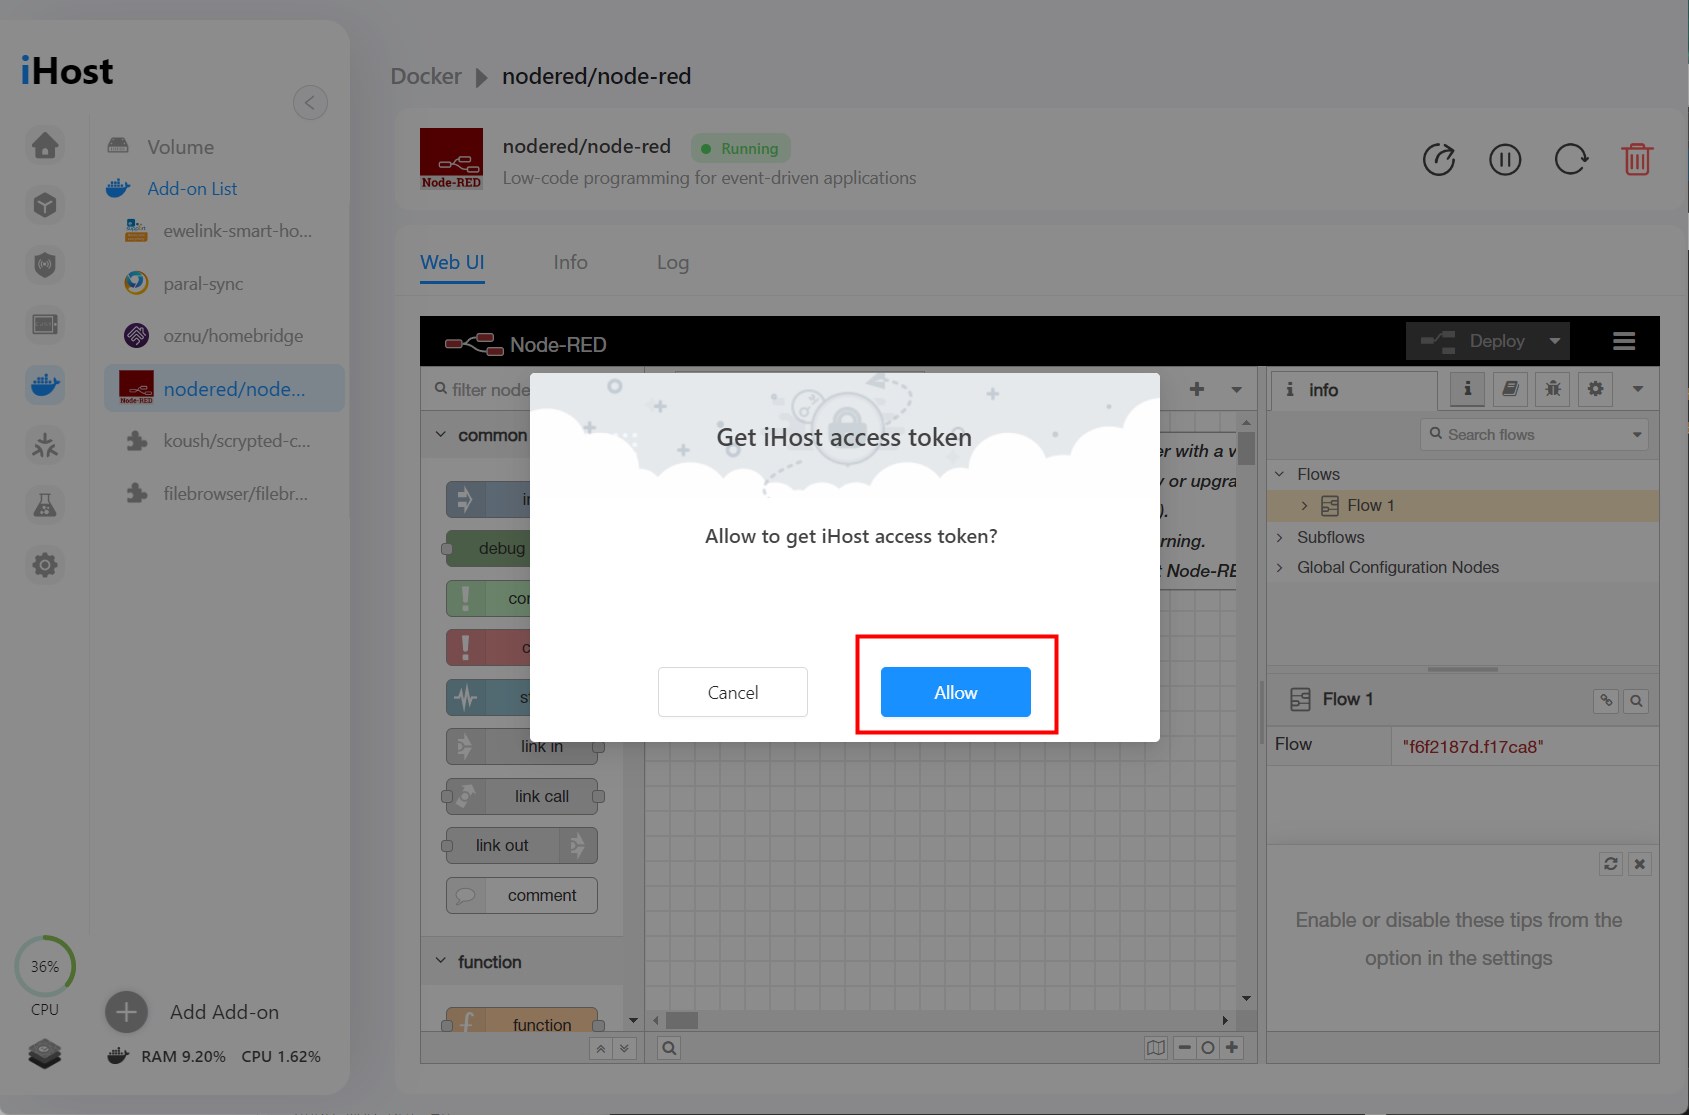 iHost
Volume
Add-on List
ewelink-smart-ho...
paral-sync
oznu/homebridge
nodered/node...
koush/scrypted-c...
filebrowser/filebr...
36%
CPU
Add Add-on
RAM 9.20% CPU 1.62%
Docker nodered/node-red
Node-RED
nodered/node-red Running
Low-code programming for event-driven applications
Web UI Info Log
Node-RED
Deploy
filter node
common
debug
link in
link call
link out
comment
function
function
er with a
or upgra
).
rning.
Node-RE
Get iHost access token
Allow to get iHost access token?
Cancel Allow
info
Search flows
Flows
Flow 1
Subflows
Global Configuration Nodes
Flow 1
Flow "f6f2187d.f17ca8"
Enable or disable these tips from the
option in the settings